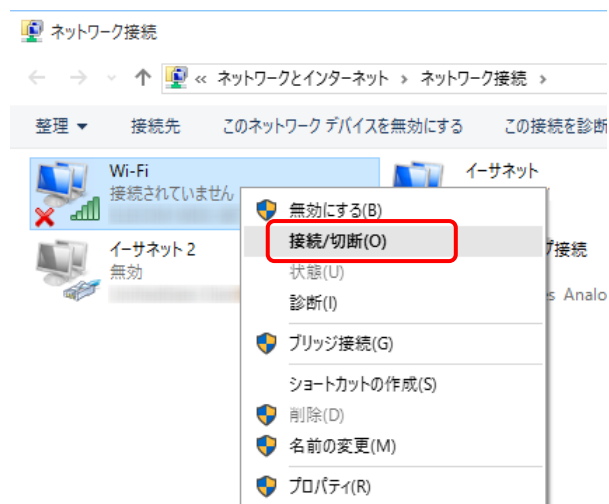 ネットワーク接続
« ネットワークとインターネット › ネットワーク接続 ›
整理 ▼ 接続先 このネットワーク デバイスを無効にする この接続を診断
Wi-Fi
接続されていません
イーサネット
イーサネット 2
無効
プ接続
s Analo
無効にする(B)
接続/切断(O)
状態(U)
診断(I)
ブリッジ接続(G)
ショートカットの作成(S)
削除(D)
名前の変更(M)
プロパティ(R)